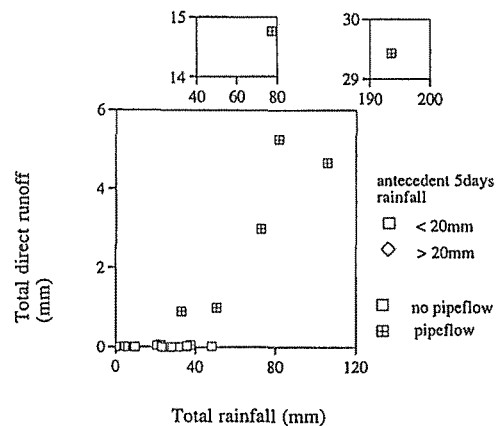 15
14
40 60 80
30
29
190 200
6
4
2
0
0 40 80 120
Total direct runoff
(mm)
Total rainfall (mm)
antecedent 5days
rainfall
< 20mm
> 20mm
no pipeflow
pipeflow